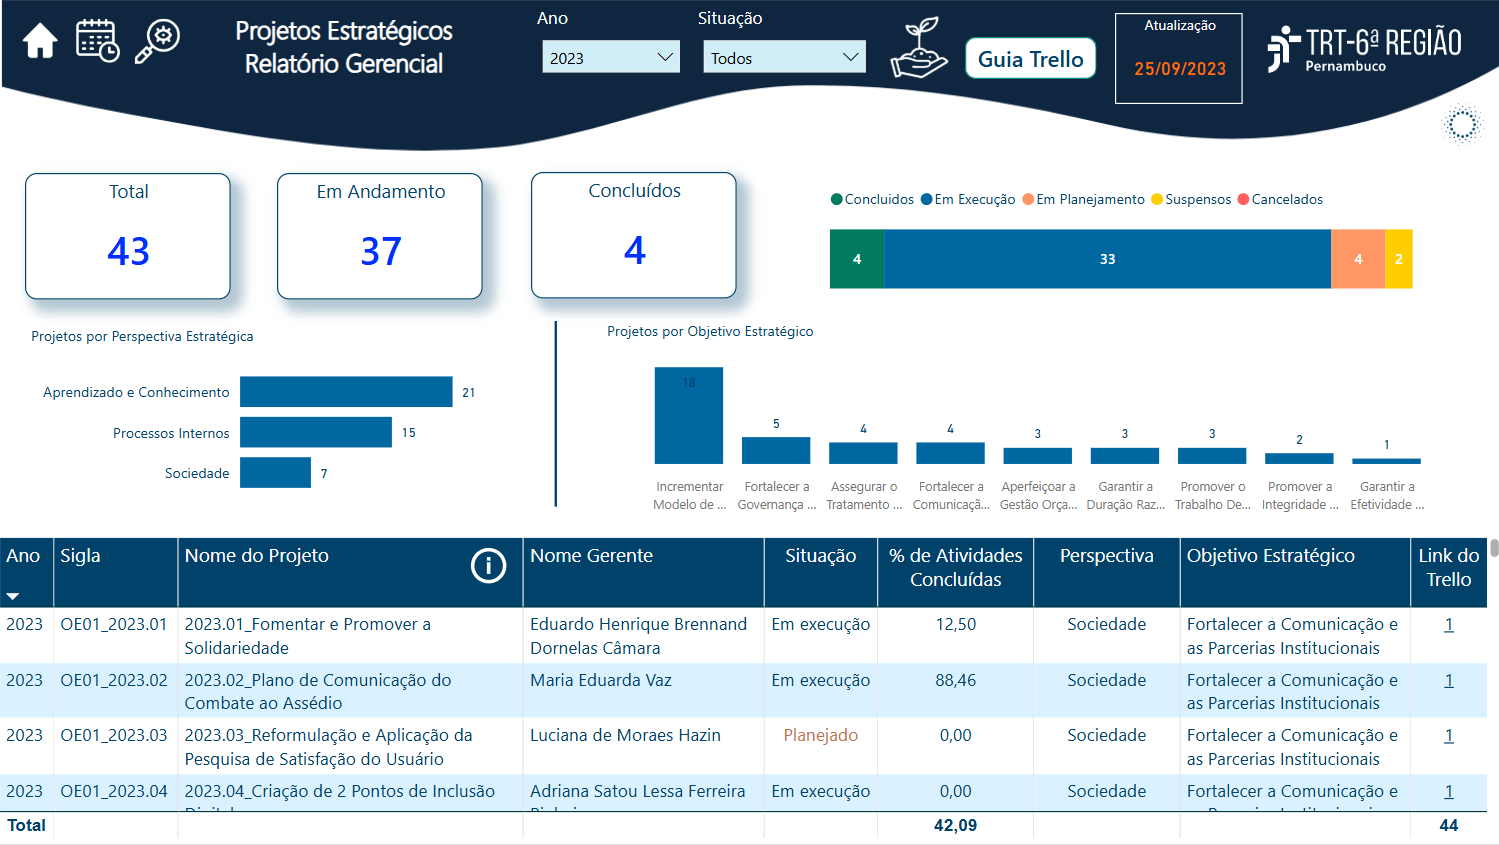 Projetos Estratégicos
Relatório Gerencial
Ano
2023
Situação
Todos
Guia Trello
Atualização
25/09/2023
TRT-6ª REGIÃO
Pernambuco
Total
43
Em Andamento
37
Concluídos
4
Concluidos Em Execução Em Planejamento Suspensos Cancelados
4 33 4 2
Projetos por Perspectiva Estratégica
Aprendizado e Conhecimento 21
Processos Internos 15
Sociedade 7
Projetos por Objetivo Estratégico
18 5 4 4 3 3 3 2 1
Incrementar Modelo de ...
Fortalecer a Governança ...
Assegurar o Tratamento ...
Fortalecer a Comunicaçã...
Aperfeiçoar a Gestão Orça...
Garantir a Duração Raz...
Promover o Trabalho De...
Promover a Integridade ...
Garantir a Efetividade ...
Ano Sigla Nome do Projeto Nome Gerente Situação % de Atividades Concluídas Perspectiva Objetivo Estratégico Link do Trello
2023 OE01_2023.01 2023.01_Fomentar e Promover a Solidariedade Eduardo Henrique Brennand Dornelas Câmara Em execução 12,50 Sociedade Fortalecer a Comunicação e as Parcerias Institucionais 1
2023 OE01_2023.02 2023.02_Plano de Comunicação do Combate ao Assédio Maria Eduarda Vaz Em execução 88,46 Sociedade Fortalecer a Comunicação e as Parcerias Institucionais 1
2023 OE01_2023.03 2023.03_Reformulação e Aplicação da Pesquisa de Satisfação do Usuário Luciana de Moraes Hazin Planejado 0,00 Sociedade Fortalecer a Comunicação e as Parcerias Institucionais 1
2023 OE01_2023.04 2023.04_Criação de 2 Pontos de Inclusão Adriana Satou Lessa Ferreira Em execução 0,00 Sociedade Fortalecer a Comunicação e 1
Total 42,09 44